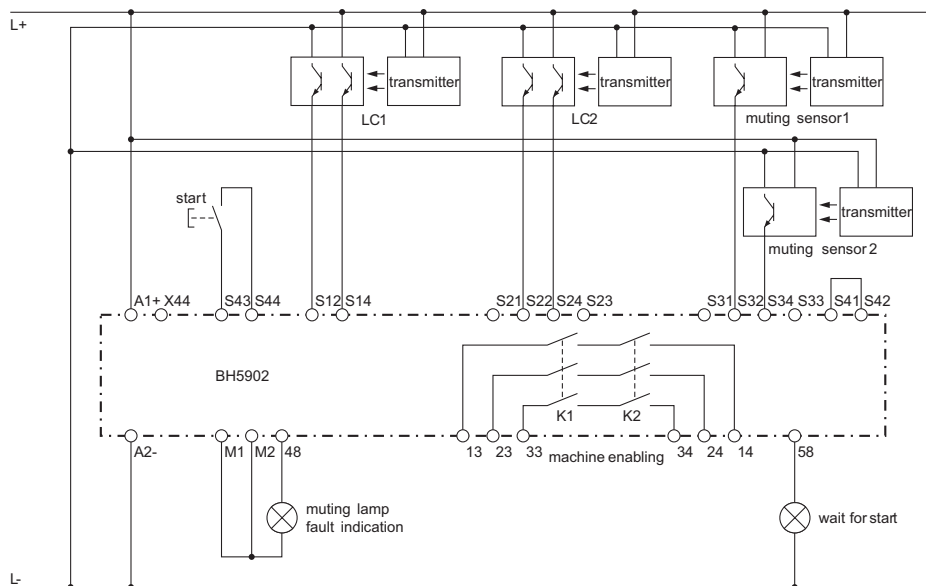 L+
transmitter
transmitter
transmitter
LC1
LC2
muting sensor1
start
transmitter
muting sensor2
A1+ X44 S43 S44 S12 S14 S21 S22 S24 S23 S31 S32 S34 S33 S41 S42
BH5902
K1 K2
A2- M1 M2 48 13 23 33 machine enabling 34 24 14 58
muting lamp
fault indication
wait for start
L-